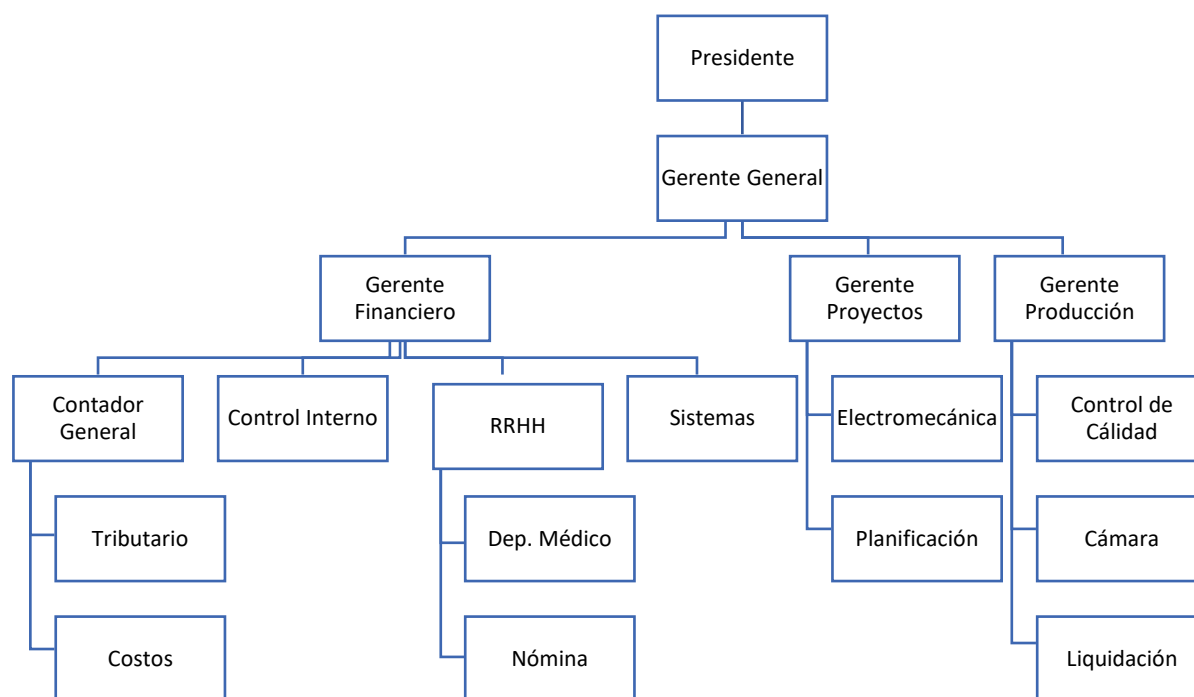 Presidente
Gerente General
Gerente
Financiero
Gerente
Proyectos
Gerente
Producción
Contador
General
Control Interno
RRHH
Sistemas
Electromecánica
Control de
Cálidad
Tributario
Dep. Médico
Planificación
Cámara
Costos
Nómina
Liquidación